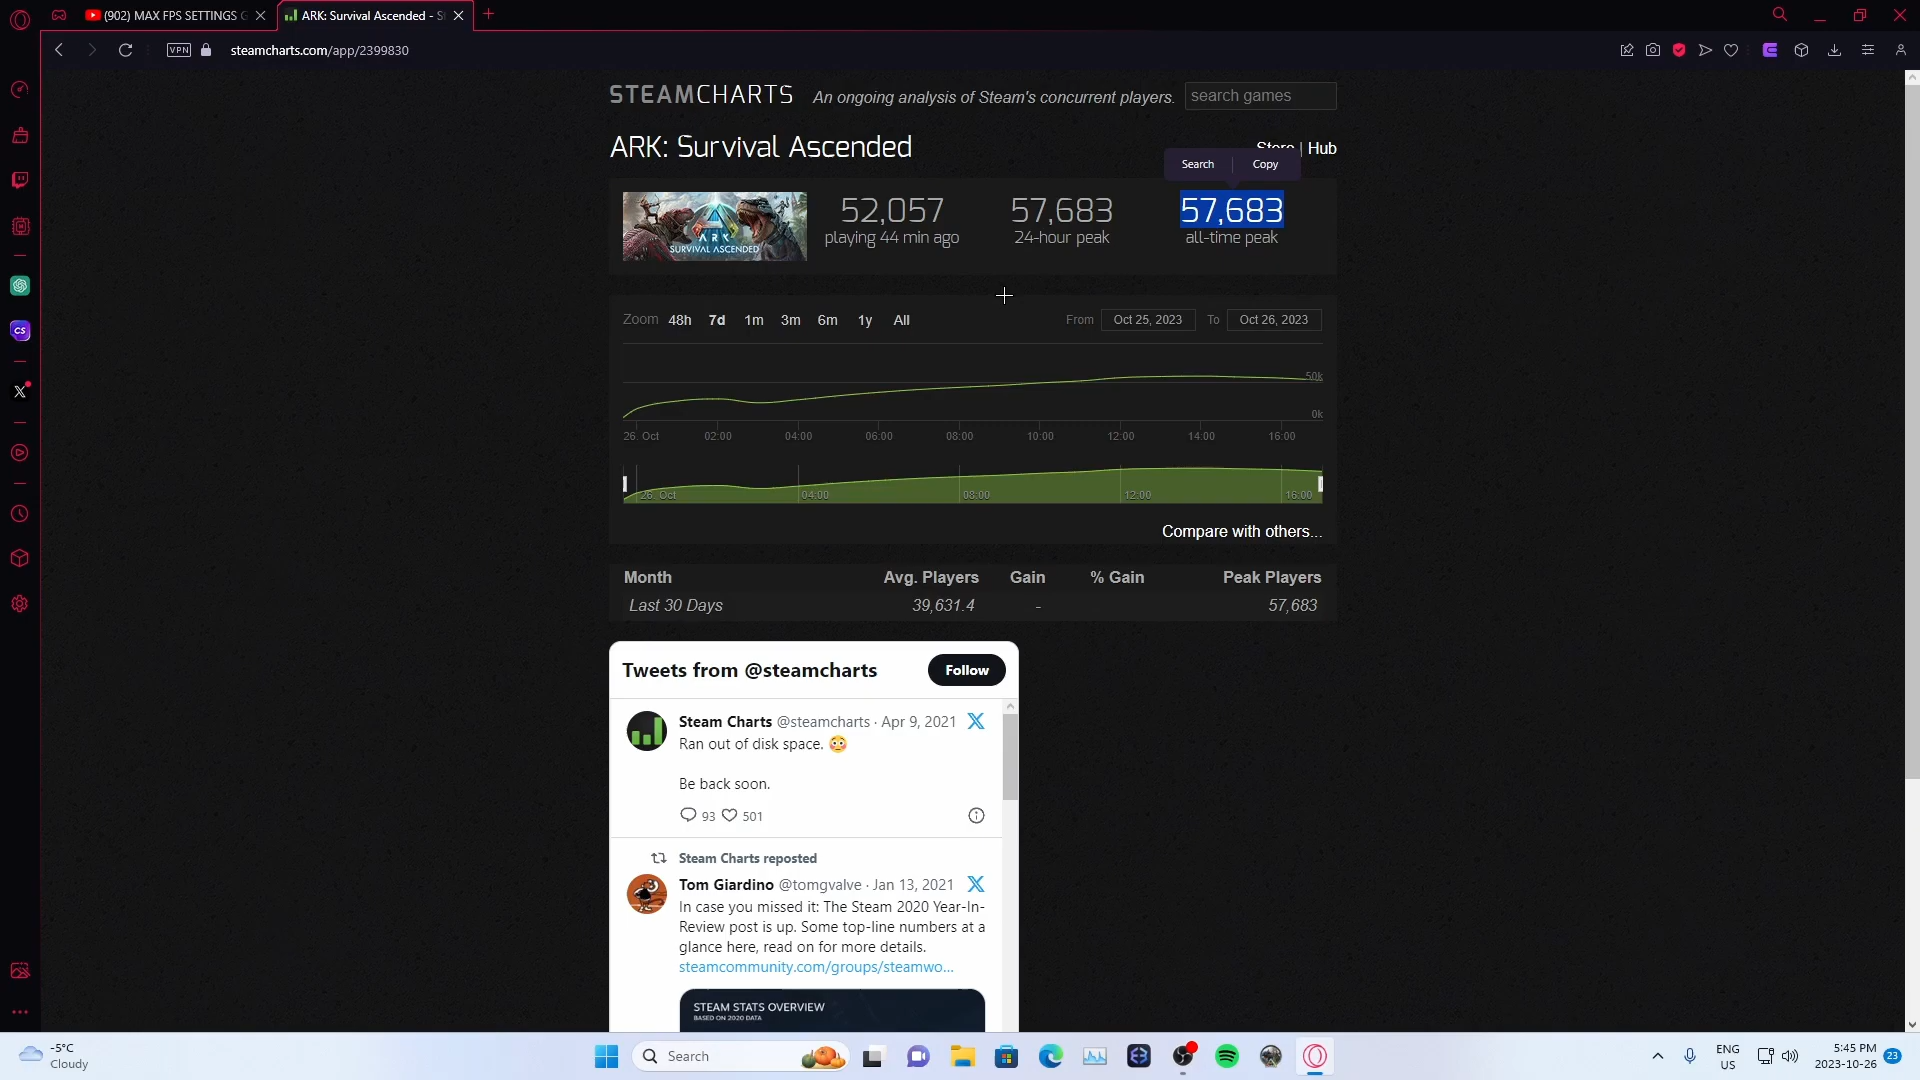 (902) MAX FPS SETTINGS G
ARK: Survival Ascended - S
VPN
steamcharts.com/app/2399830
STEAMCHARTS
An ongoing analysis of Steam's concurrent players.
search games
ARK: Survival Ascended
Store | Hub
Search
Copy
ARK
SURVIVAL ASCENDED
52,057
playing 44 min ago
57,683
24-hour peak
57,683
all-time peak
Zoom 48h 7d 1m 3m 6m 1y All
From Oct 25, 2023 To Oct 26, 2023
50k
0k
26. Oct 02:00 04:00 06:00 08:00 10:00 12:00 14:00 16:00
26. Oct 04:00 08:00 12:00 16:00
Compare with others...
Month Avg. Players Gain % Gain Peak Players
Last 30 Days 39,631.4 - 57,683
Tweets from @steamcharts
Follow
Steam Charts @steamcharts · Apr 9, 2021
Ran out of disk space. 😳
Be back soon.
93 501
Steam Charts reposted
Tom Giardino @tomgvalve · Jan 13, 2021
In case you missed it: The Steam 2020 Year-In-
Review post is up. Some top-line numbers at a
glance here, read on for more details.
steamcommunity.com/groups/steamwo...
STEAM STATS OVERVIEW
BASED ON 2020 DATA
CS
-5°C
Cloudy
Search
ENG
US
5:45 PM
2023-10-26
23